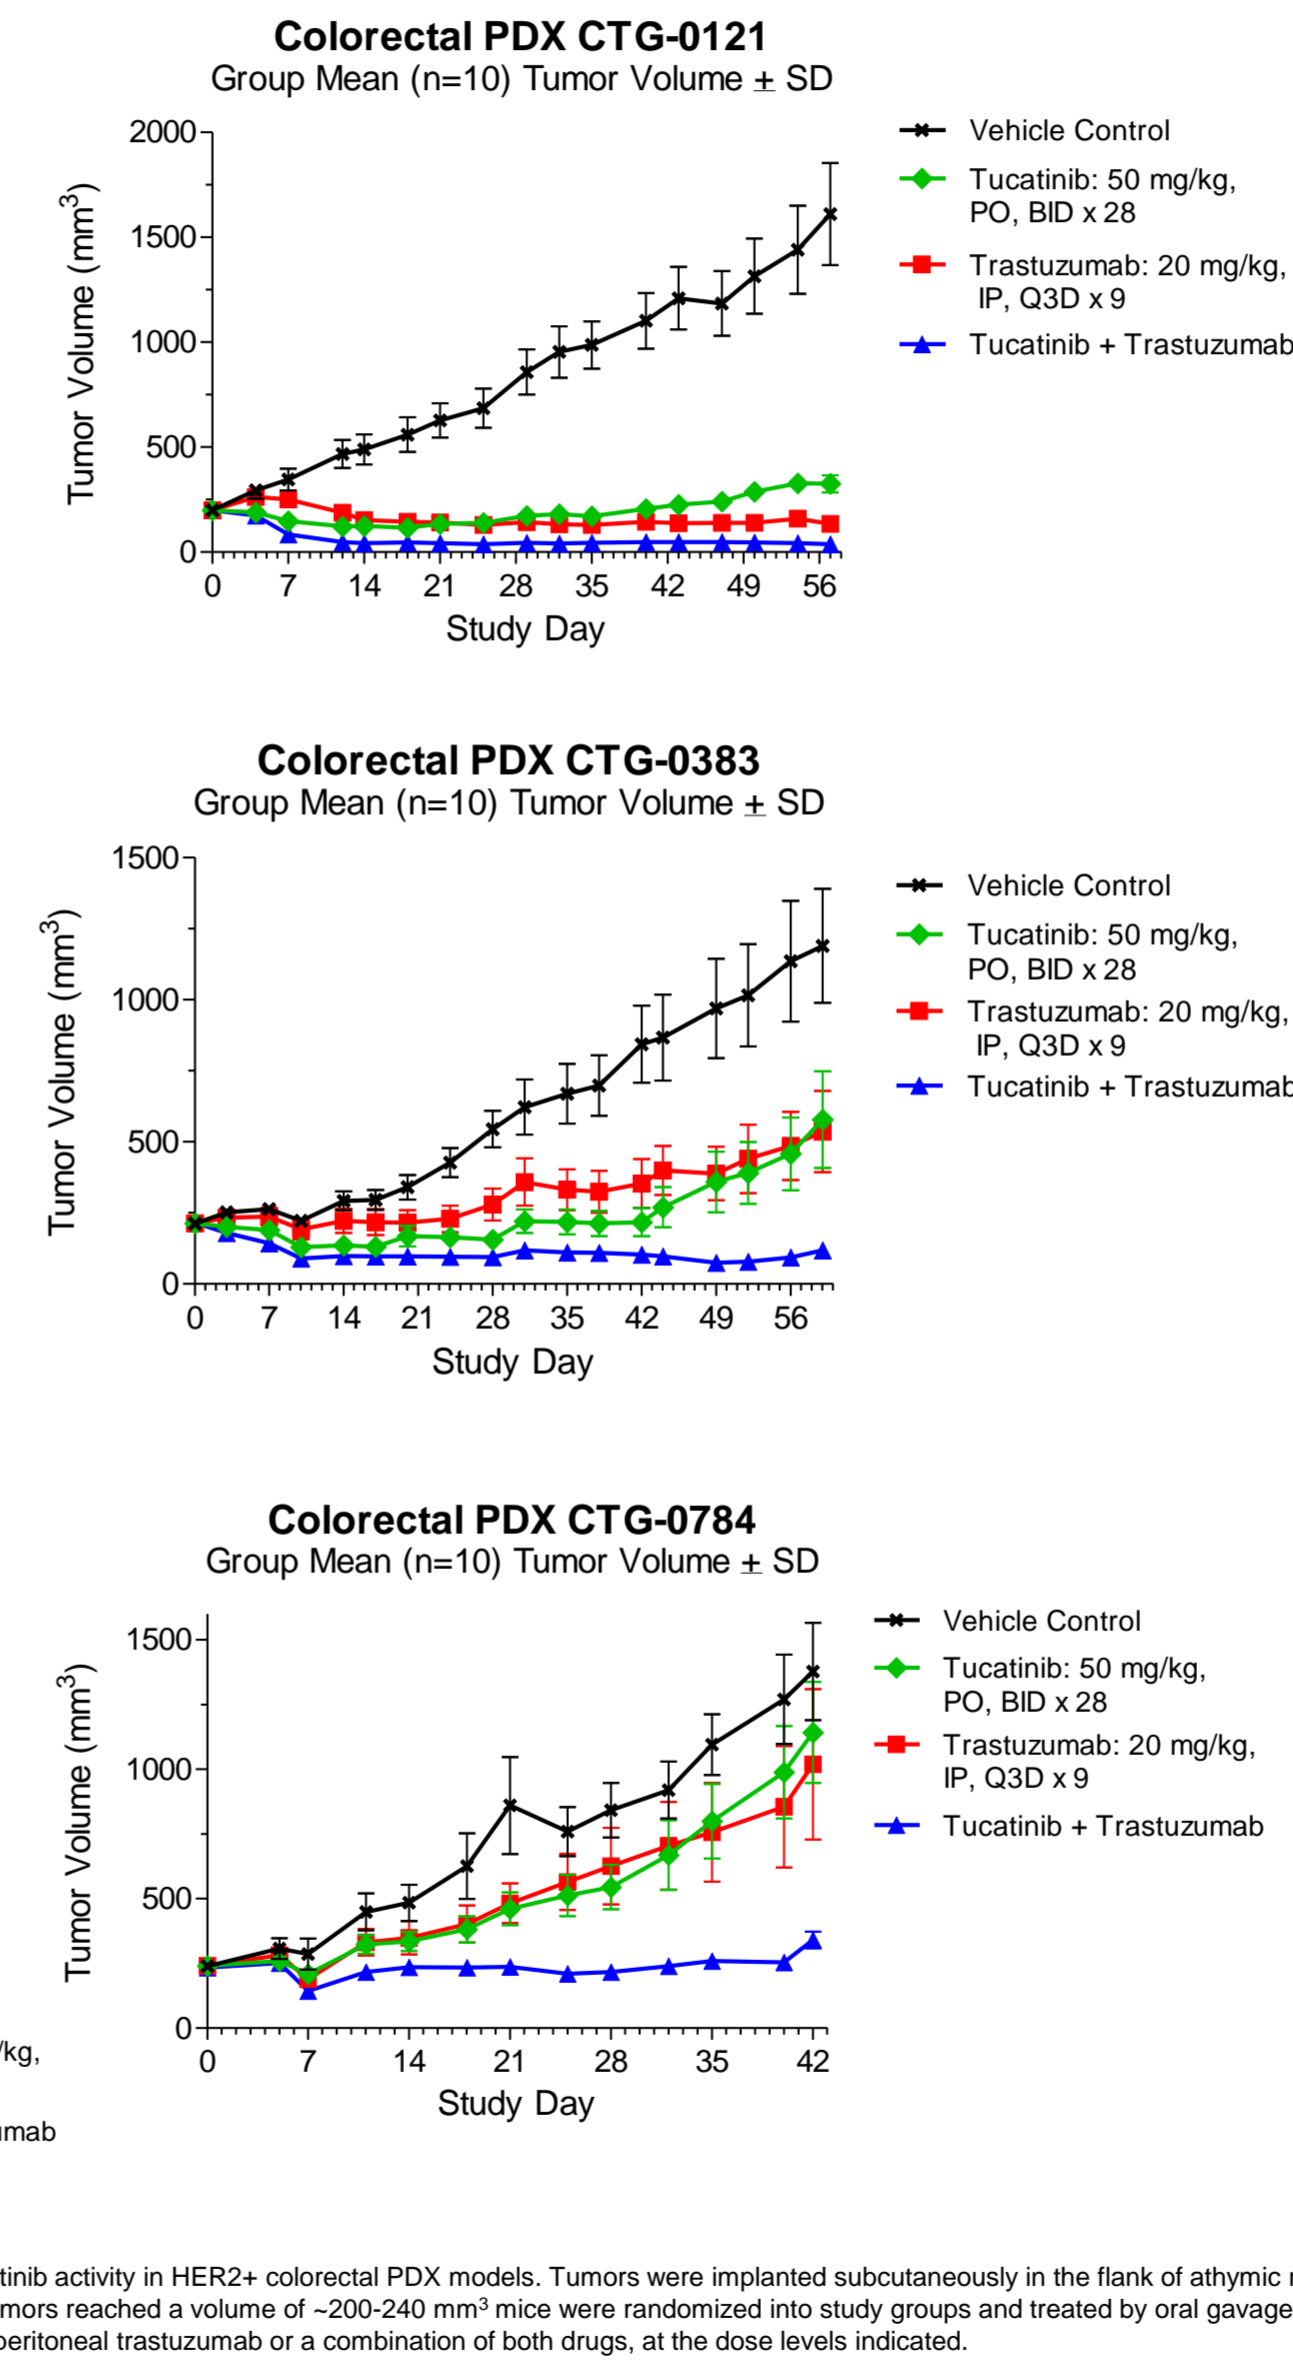 Colorectal PDX CTG-0121
Group Mean (n=10) Tumor Volume ± SD
Tumor Volume (mm³)
2000
1500
1000
500
0
0 7 14 21 28 35 42 49 56
Study Day
Vehicle Control
Tucatinib: 50 mg/kg,
PO, BID x 28
Trastuzumab: 20 mg/kg,
IP, Q3D x 9
Tucatinib + Trastuzumab
Colorectal PDX CTG-0383
Group Mean (n=10) Tumor Volume ± SD
Tumor Volume (mm³)
1500
1000
500
0
0 7 14 21 28 35 42 49 56
Study Day
Vehicle Control
Tucatinib: 50 mg/kg,
PO, BID x 28
Trastuzumab: 20 mg/kg,
IP, Q3D x 9
Tucatinib + Trastuzumab
Colorectal PDX CTG-0784
Group Mean (n=10) Tumor Volume ± SD
Tumor Volume (mm³)
1500
1000
500
0
0 7 14 21 28 35 42
Study Day
Vehicle Control
Tucatinib: 50 mg/kg,
PO, BID x 28
Trastuzumab: 20 mg/kg,
IP, Q3D x 9
Tucatinib + Trastuzumab
/kg,
umab
tinib activity in HER2+ colorectal PDX models. Tumors were implanted subcutaneously in the flank of athymic
mors reached a volume of ~200-240 mm³ mice were randomized into study groups and treated by oral gavage
peritoneal trastuzumab or a combination of both drugs, at the dose levels indicated.